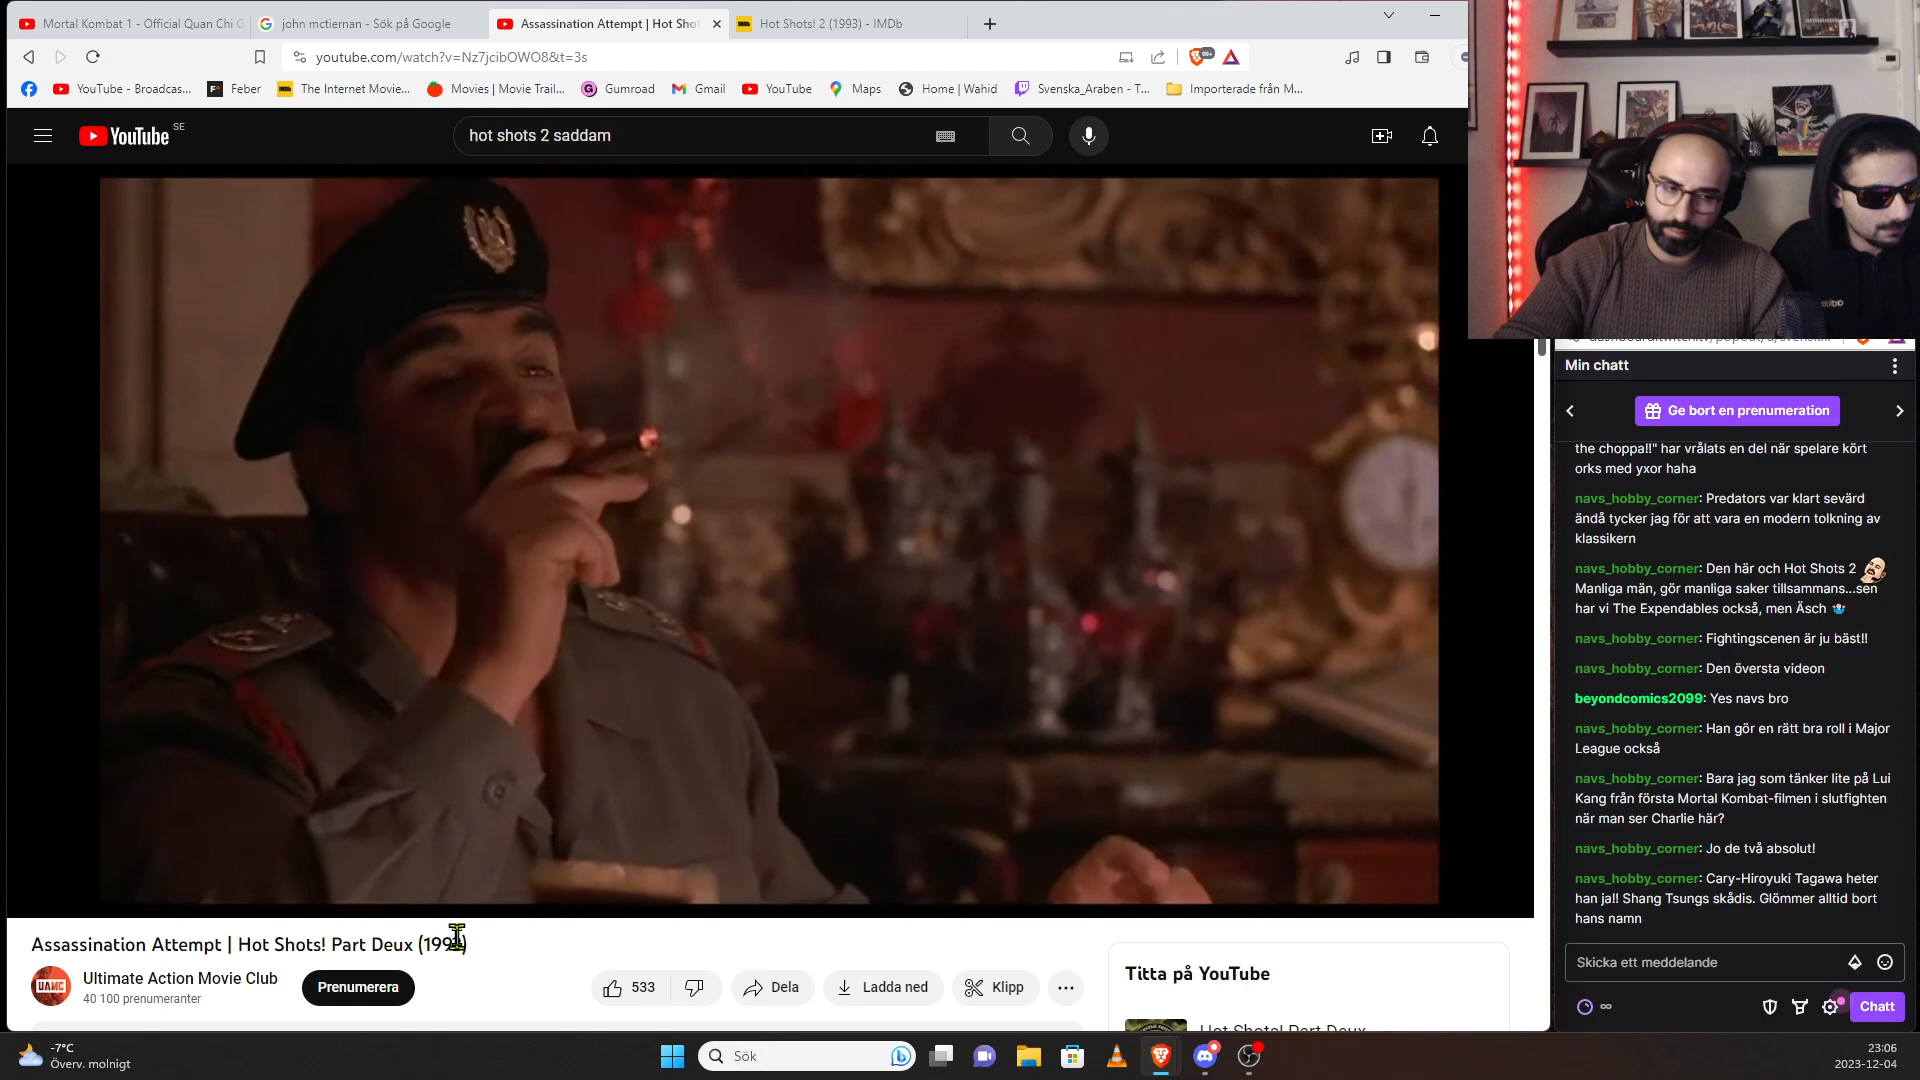 Mortal Kombat 1 - Official Quan Chi G
john mctiernan - Sök på Google
Assassination Attempt | Hot Shot
Hot Shots! 2 (1993) - IMDb
youtube.com/watch?v=Nz7jcibOWO8&t=3s
99+
YouTube - Broadcas...
Feber
The Internet Movie...
Movies | Movie Trail...
Gumroad
Gmail
YouTube
Maps
Home | Wahid
Svenska_Araben - T...
Importerade från M...
YouTube SE
hot shots 2 saddam
Min chatt
Ge bort en prenumeration
the choppa!!" har vrålats en del när spelare kört
orks med yxor haha
navs_hobby_corner: Predators var klart sevärd
ändå tycker jag för att vara en modern tolkning av
klassikern
navs_hobby_corner: Den här och Hot Shots 2
Manliga män, gör manliga saker tillsammans...sen
har vi The Expendables också, men Äsch
navs_hobby_corner: Fightingscenen är ju bäst!!
navs_hobby_corner: Den översta videon
beyondcomics2099: Yes navs bro
navs_hobby_corner: Han gör en rätt bra roll i Major
League också
navs_hobby_corner: Bara jag som tänker lite på Lui
Kang från första Mortal Kombat-filmen i slutfighten
när man ser Charlie här?
navs_hobby_corner: Jo de två absolut!
navs_hobby_corner: Cary-Hiroyuki Tagawa heter
han ja!! Shang Tsungs skådis. Glömmer alltid bort
hans namn
Skicka ett meddelande
Chatt
Assassination Attempt | Hot Shots! Part Deux (1993)
UAMC
Ultimate Action Movie Club
40 100 prenumeranter
Prenumerera
533
Dela
Ladda ned
Klipp
Titta på YouTube
Hot Shots! Part Deux
-7°C
Överv. molnigt
Sök
23:06
2023-12-04